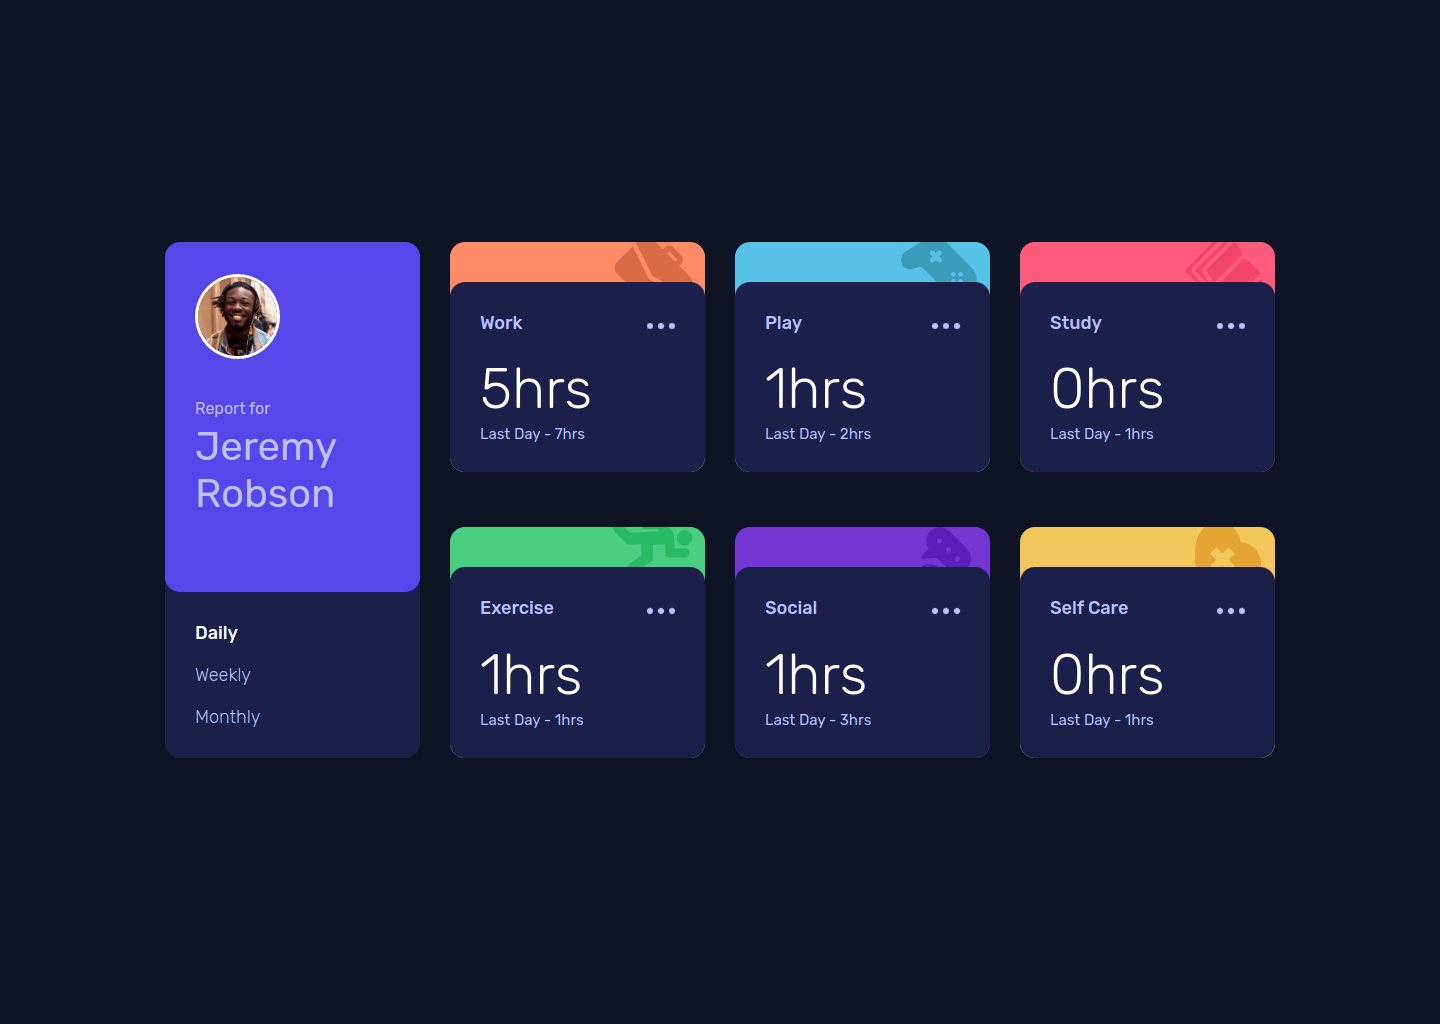 Report for
Jeremy
Robson
Daily
Weekly
Monthly
Work
5hrs
Last Day - 7hrs
Play
1hrs
Last Day - 2hrs
Study
0hrs
Last Day - 1hrs
Exercise
1hrs
Last Day - 1hrs
Social
1hrs
Last Day - 3hrs
Self Care
0hrs
Last Day - 1hrs